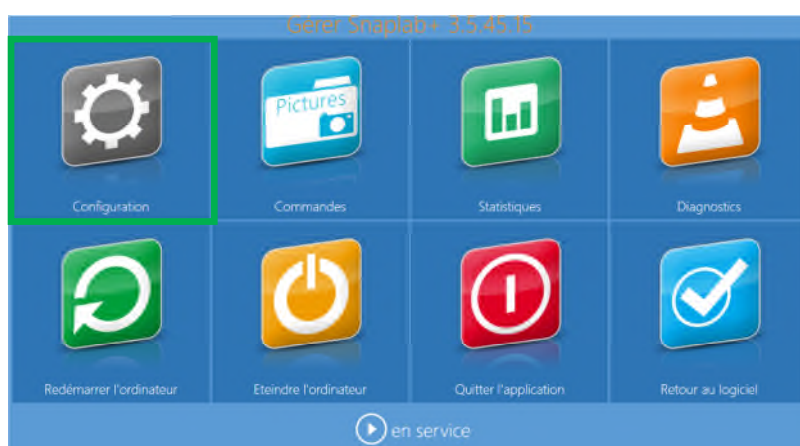 Gérer Snaplab+ 3.5.45.15
Pictures
Configuration
Commandes
Statistiques
Diagnostics
Redémarrer l'ordinateur
Eteindre l'ordinateur
Quitter l'application
Retour au logiciel
en service